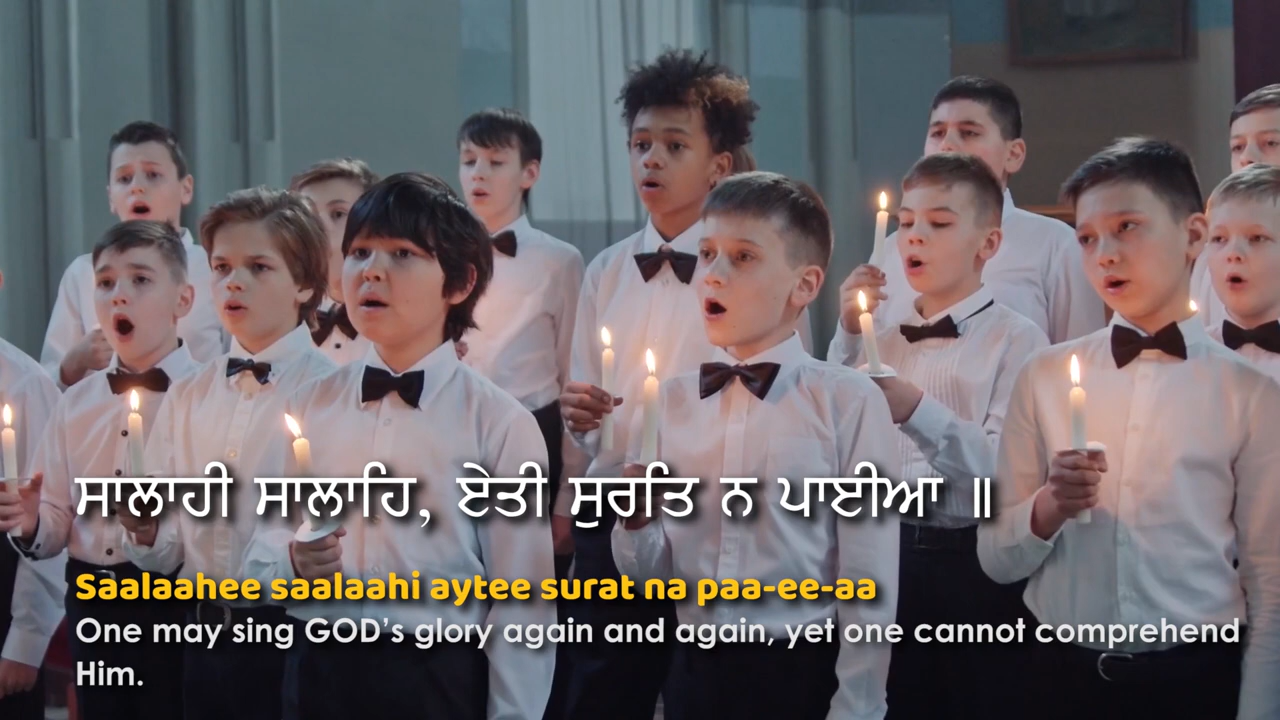 ਸਾਲਾਹੀ ਸਾਲਾਹਿ, ਏਤੀ ਸੁਰਤਿ ਨ ਪਾਈਆ ॥
Saalaahee saalaahi aytee surat na paa-ee-aa
One may sing GOD’s glory again and again, yet one cannot comprehend
Him.